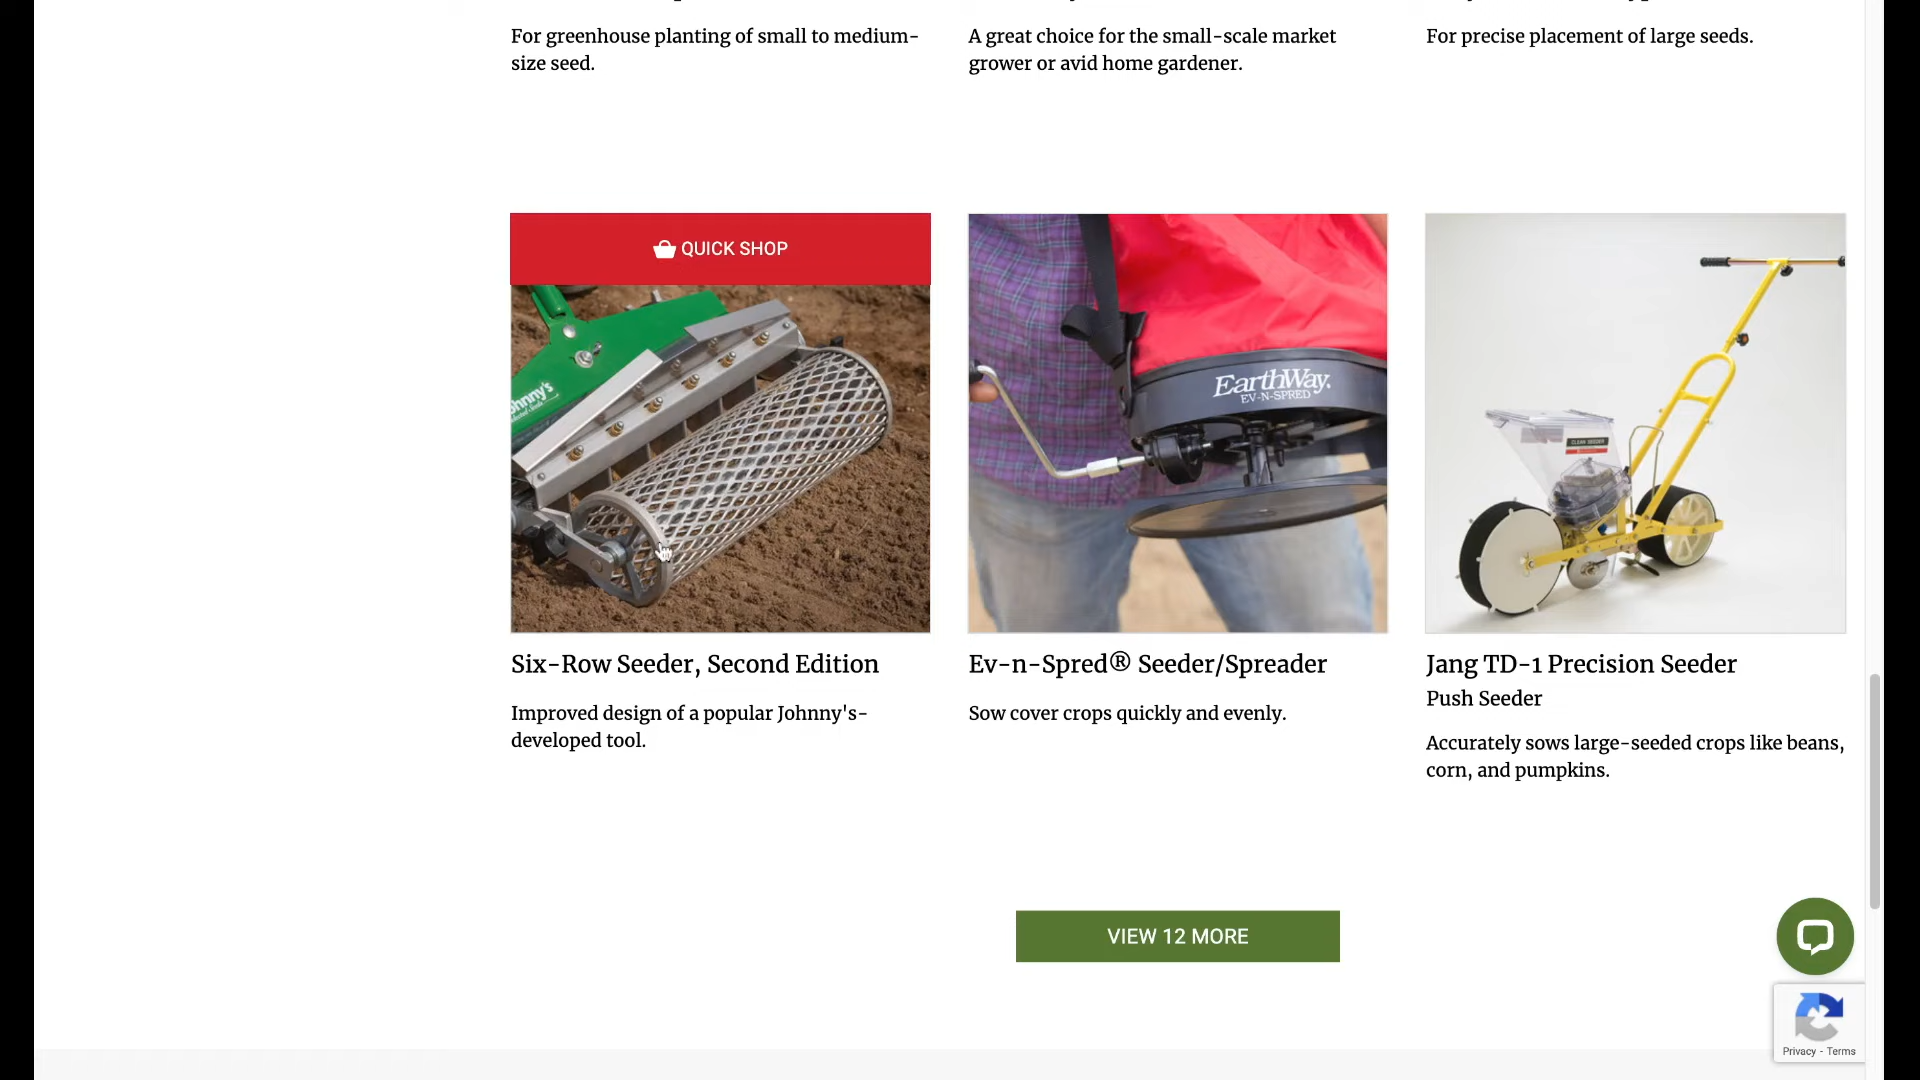 For greenhouse planting of small to medium-
size seed.
A great choice for the small-scale market
grower or avid home gardener.
For precise placement of large seeds.
QUICK SHOP
EarthWay.
EV-N-SPRED
CLEAN SEEDER
Six-Row Seeder, Second Edition
Improved design of a popular Johnny's-
developed tool.
Ev-n-Spred® Seeder/Spreader
Sow cover crops quickly and evenly.
Jang TD-1 Precision Seeder
Push Seeder
Accurately sows large-seeded crops like beans,
corn, and pumpkins.
VIEW 12 MORE
Privacy - Terms